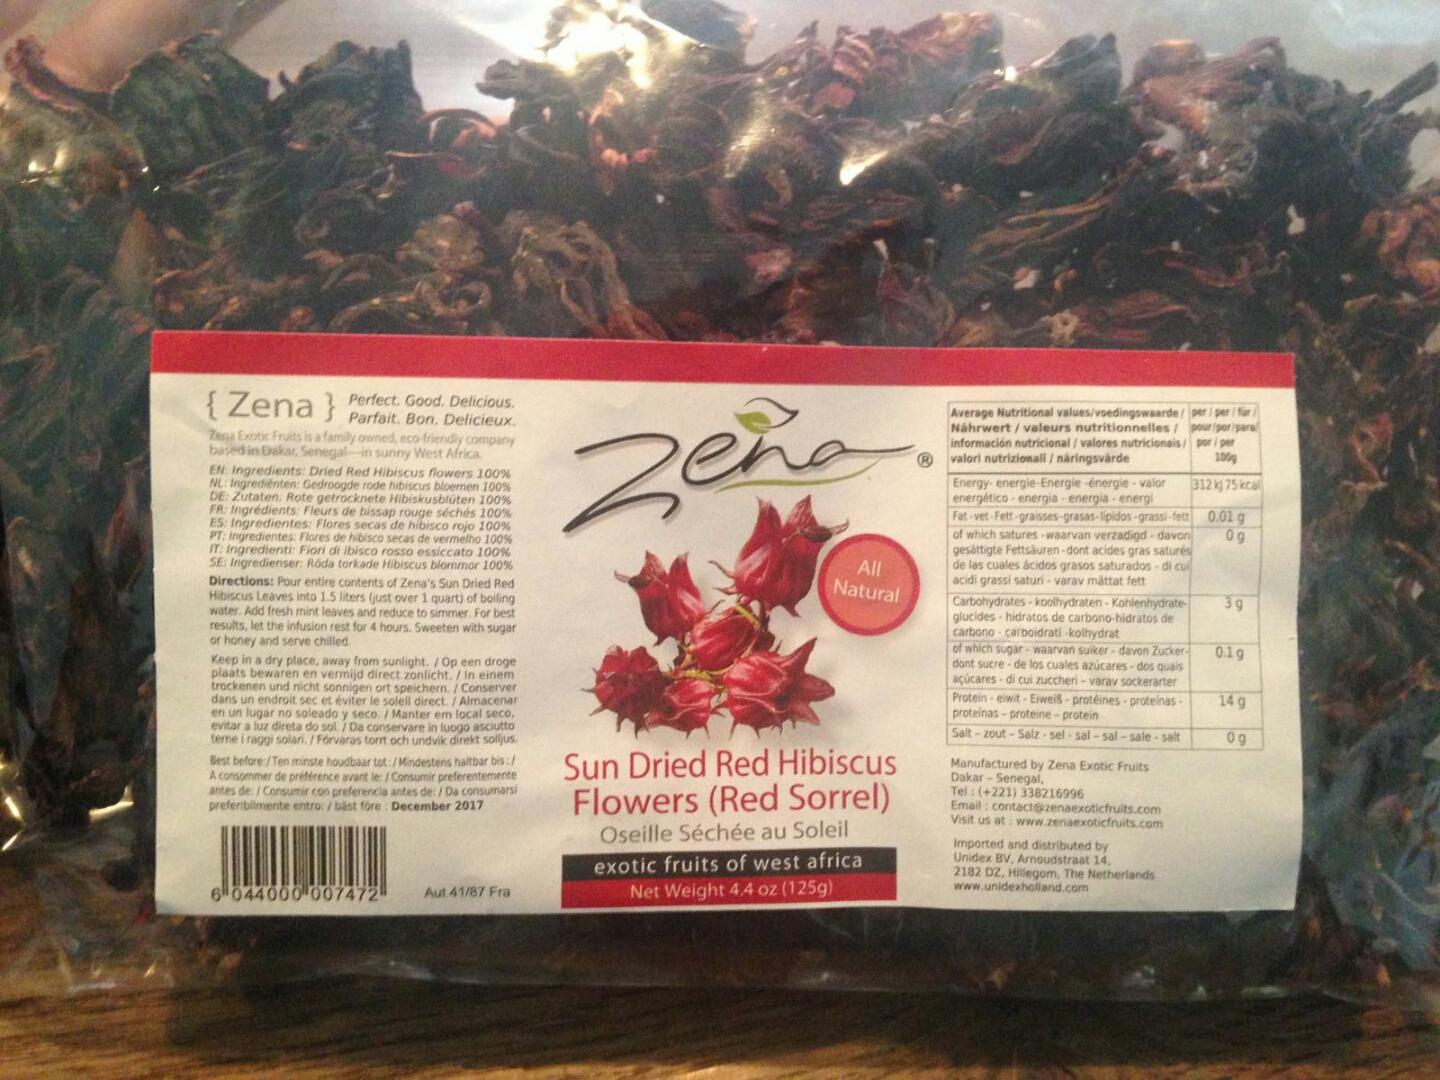 { Zena }
Perfect. Good. Delicious.
Parfait. Bon. Delicieux.
Zena Exotic Fruits is a family owned, eco-friendly company
based in Dakar, Senegal—in sunny West Africa.
EN: Ingredients: Dried Red Hibiscus flowers 100%
NL: Ingrediënten: Gedroogde rode hibiscus bloemen 100%
DE: Zutaten: Rote getrocknete Hibiskusblüten 100%
FR: Ingrédients: Fleurs de bissap rouge séchés 100%
ES: Ingredientes: Flores secas de hibisco rojo 100%
PT: Ingredientes: Flores de hibisco secas de vermelho 100%
IT: Ingredienti: Fiori di ibisco rosso essiccato 100%
SE: Ingredienser: Röda torkade Hibiscus blommor 100%
Directions: Pour entire contents of Zena's Sun Dried Red
Hibiscus Leaves into 1.5 liters (just over 1 quart) of boiling
water. Add fresh mint leaves and reduce to simmer. For best
results, let the infusion rest for 4 hours. Sweeten with sugar
or honey and serve chilled.
Keep in a dry place, away from sunlight. / Op een droge
plaats bewaren en vermijd direct zonlicht. / In einem
trockenen und nicht sonnigen ort speichern. / Conserver
dans un endroit sec et éviter le soleil direct. / Almacenar
en un lugar no soleado y seco. / Manter em local seco,
evitar a luz direta do sol. / Da conservare in luogo asciutto
teme i raggi solari. / Förvaras torrt och undvik direkt solljus.
Best before:/Ten minste houdbaar tot:/ Mindestens haltbar bis:/
A consommer de préférence avant le:/ Consumir preferentemente
antes de:/ Consumir con preferencia antes de:/ Da consumarsi
preferibilmente entro:/ bäst före : December 2017
6 044000 007472
Aut 41/87 Fra
zena ®
All
Natural
Sun Dried Red Hibiscus
Flowers (Red Sorrel)
Oseille Séchée au Soleil
exotic fruits of west africa
Net Weight 4.4 oz (125g)
Average Nutritional values/voedingswaarde / per / per / für /
Nährwert / valeurs nutritionnelles / pour/por/para/
información nutricional / valores nutricionais / por / per
valori nutrizionali / näringsvärde 100g
Energy- energie-Energie -énergie - valor 312 kJ 75 kcal
energético - energia - energia - energi
Fat -vet -Fett -graisses-grasas-lipidos -grassi -fett 0.01 g
of which satures -waarvan verzadigd - davon 0 g
gesättigte Fettsäuren -dont acides gras saturés
de las cuales ácidos grasos saturados - di cui
acidi grassi saturi - varav mättat fett
Carbohydrates - koolhydraten - Kohlenhydrate- 3 g
glucides - hidratos de carbono-hidratos de
carbono - carboidrati -kolhydrat
of which sugar - waarvan suiker - davon Zucker- 0.1 g
dont sucre - de los cuales azúcares - dos quais
açúcares - di cui zuccheri – varav sockerarter
Protein - eiwit - Eiweiß - protéines - proteinas - 14 g
proteínas – proteine – protein
Salt – zout – Salz - sel - sal – sal – sale - salt 0 g
Manufactured by Zena Exotic Fruits
Dakar – Senegal,
Tel : (+221) 338216996
Email : contact@zenaexoticfruits.com
Visit us at : www.zenaexoticfruits.com
Imported and distributed by
Unidex BV, Arnoudstraat 14,
2182 DZ, Hillegom, The Netherlands
www.unidexholland.com